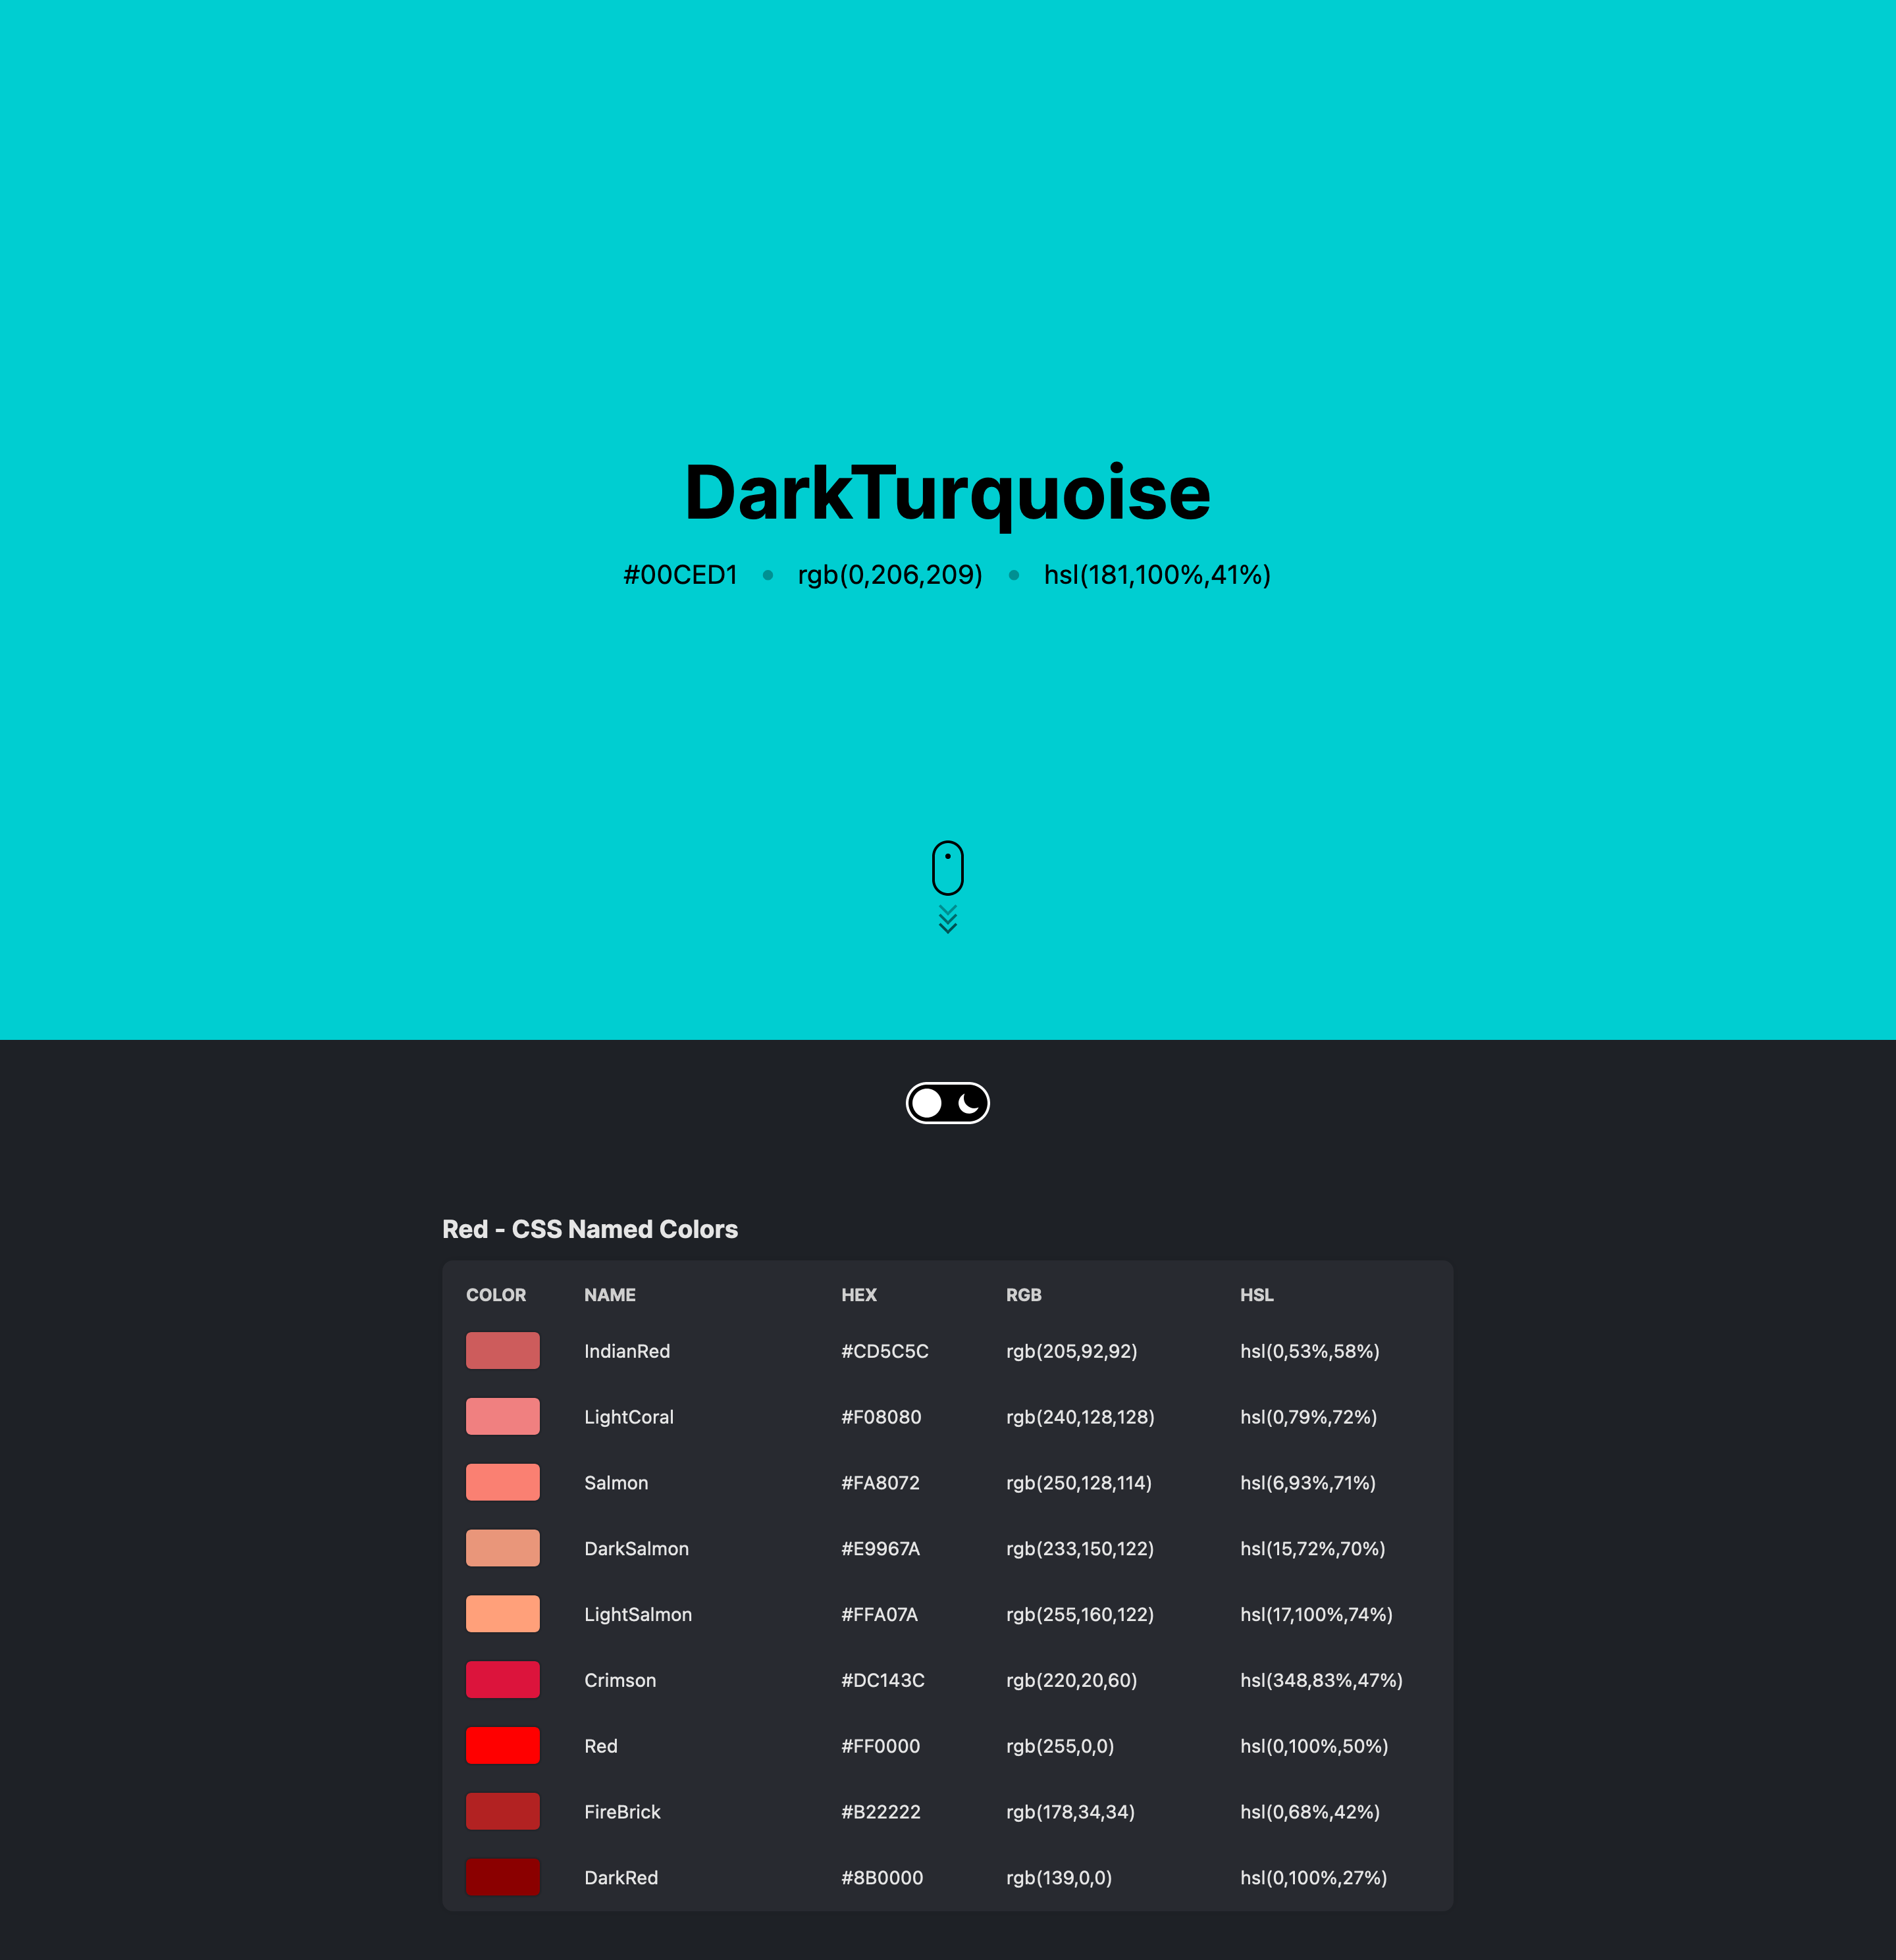 DarkTurquoise
#00CED1 rgb(0,206,209) hsl(181,100%,41%)
Red - CSS Named Colors
COLOR NAME HEX RGB HSL
IndianRed #CD5C5C rgb(205,92,92) hsl(0,53%,58%)
LightCoral #F08080 rgb(240,128,128) hsl(0,79%,72%)
Salmon #FA8072 rgb(250,128,114) hsl(6,93%,71%)
DarkSalmon #E9967A rgb(233,150,122) hsl(15,72%,70%)
LightSalmon #FFA07A rgb(255,160,122) hsl(17,100%,74%)
Crimson #DC143C rgb(220,20,60) hsl(348,83%,47%)
Red #FF0000 rgb(255,0,0) hsl(0,100%,50%)
FireBrick #B22222 rgb(178,34,34) hsl(0,68%,42%)
DarkRed #8B0000 rgb(139,0,0) hsl(0,100%,27%)